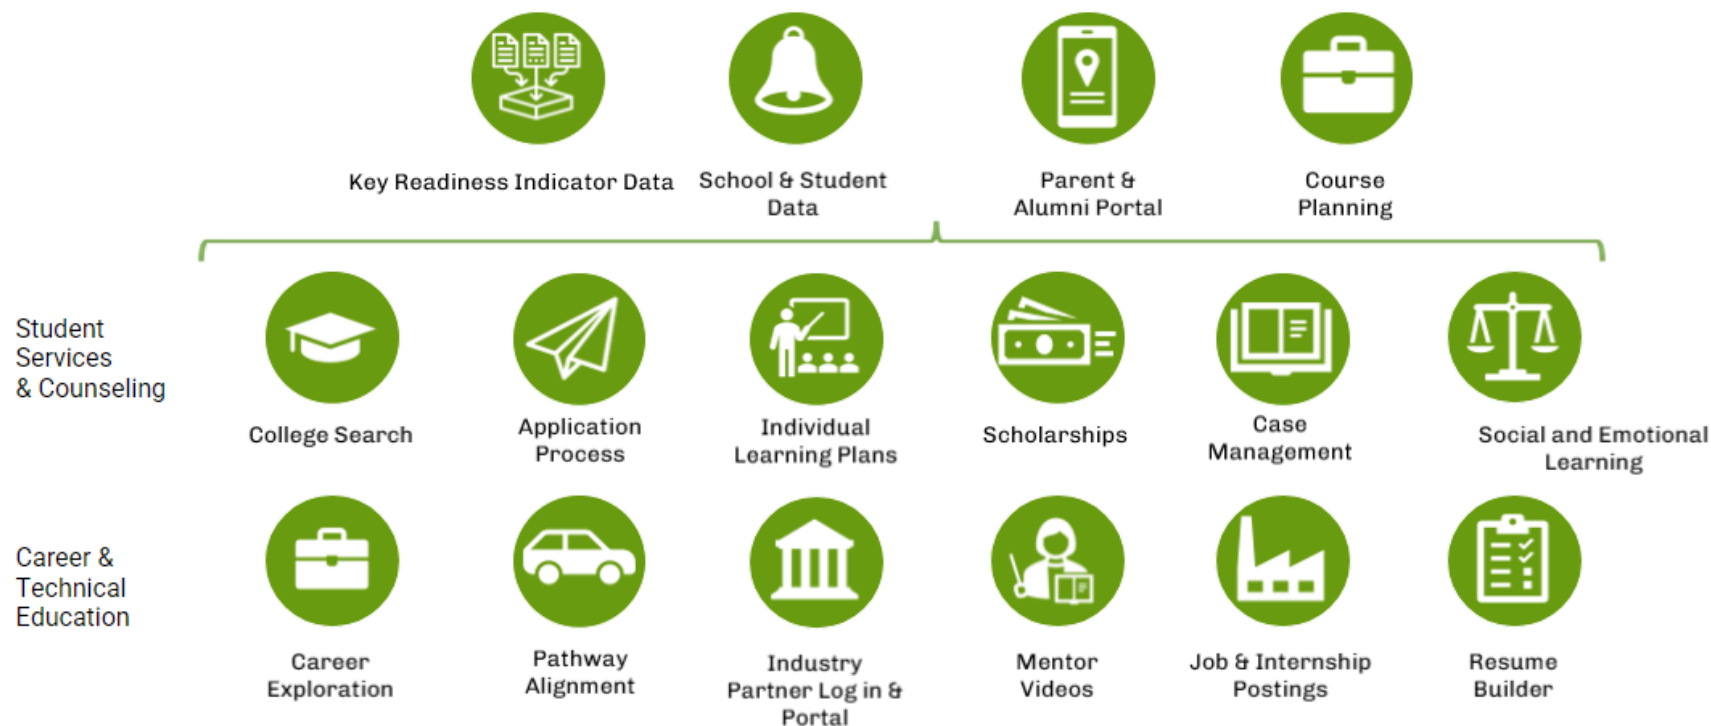 Key Readiness Indicator Data
School & Student
Data
Parent &
Alumni Portal
Course
Planning
Student
Services
& Counseling
College Search
Application
Process
Individual
Learning Plans
Scholarships
Case
Management
Social and Emotional
Learning
Career &
Technical
Education
Career
Exploration
Pathway
Alignment
Industry
Partner Log in &
Portal
Mentor
Videos
Job & Internship
Postings
Resume
Builder